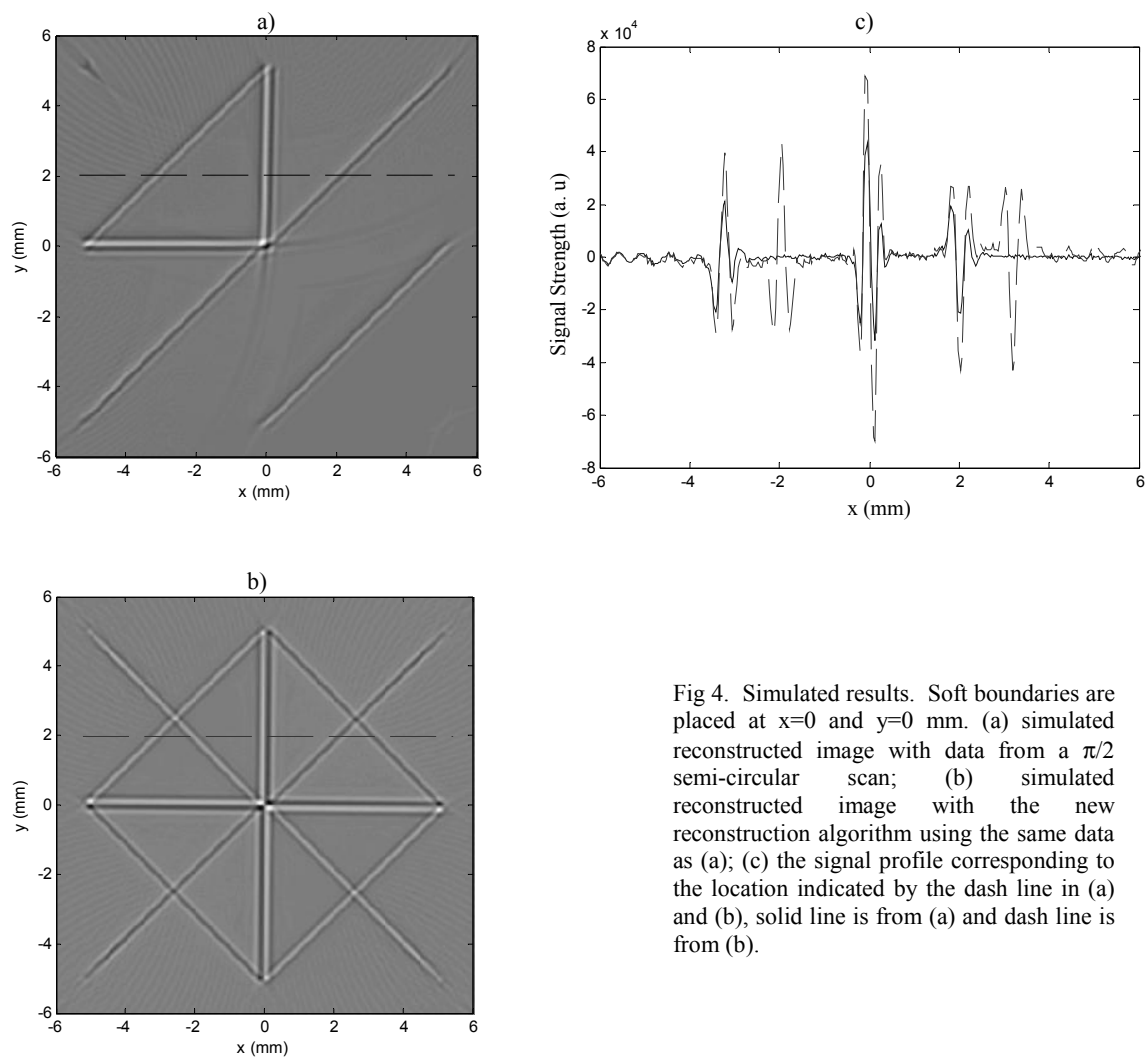 a)
6
4
2
0
-2
-4
-6
y (mm)
-6 -4 -2 0 2 4 6
x (mm)
c)
x 10⁴
8
6
4
2
0
-2
-4
-6
-8
Signal Strength (a. u)
-6 -4 -2 0 2 4 6
x (mm)
b)
6
4
2
0
-2
-4
-6
y (mm)
-6 -4 -2 0 2 4 6
x (mm)
Fig 4. Simulated results. Soft boundaries are
placed at x=0 and y=0 mm. (a) simulated
reconstructed image with data from a π/2
semi-circular scan; (b) simulated
reconstructed image with the new
reconstruction algorithm using the same data
as (a); (c) the signal profile corresponding to
the location indicated by the dash line in (a)
and (b), solid line is from (a) and dash line is
from (b).